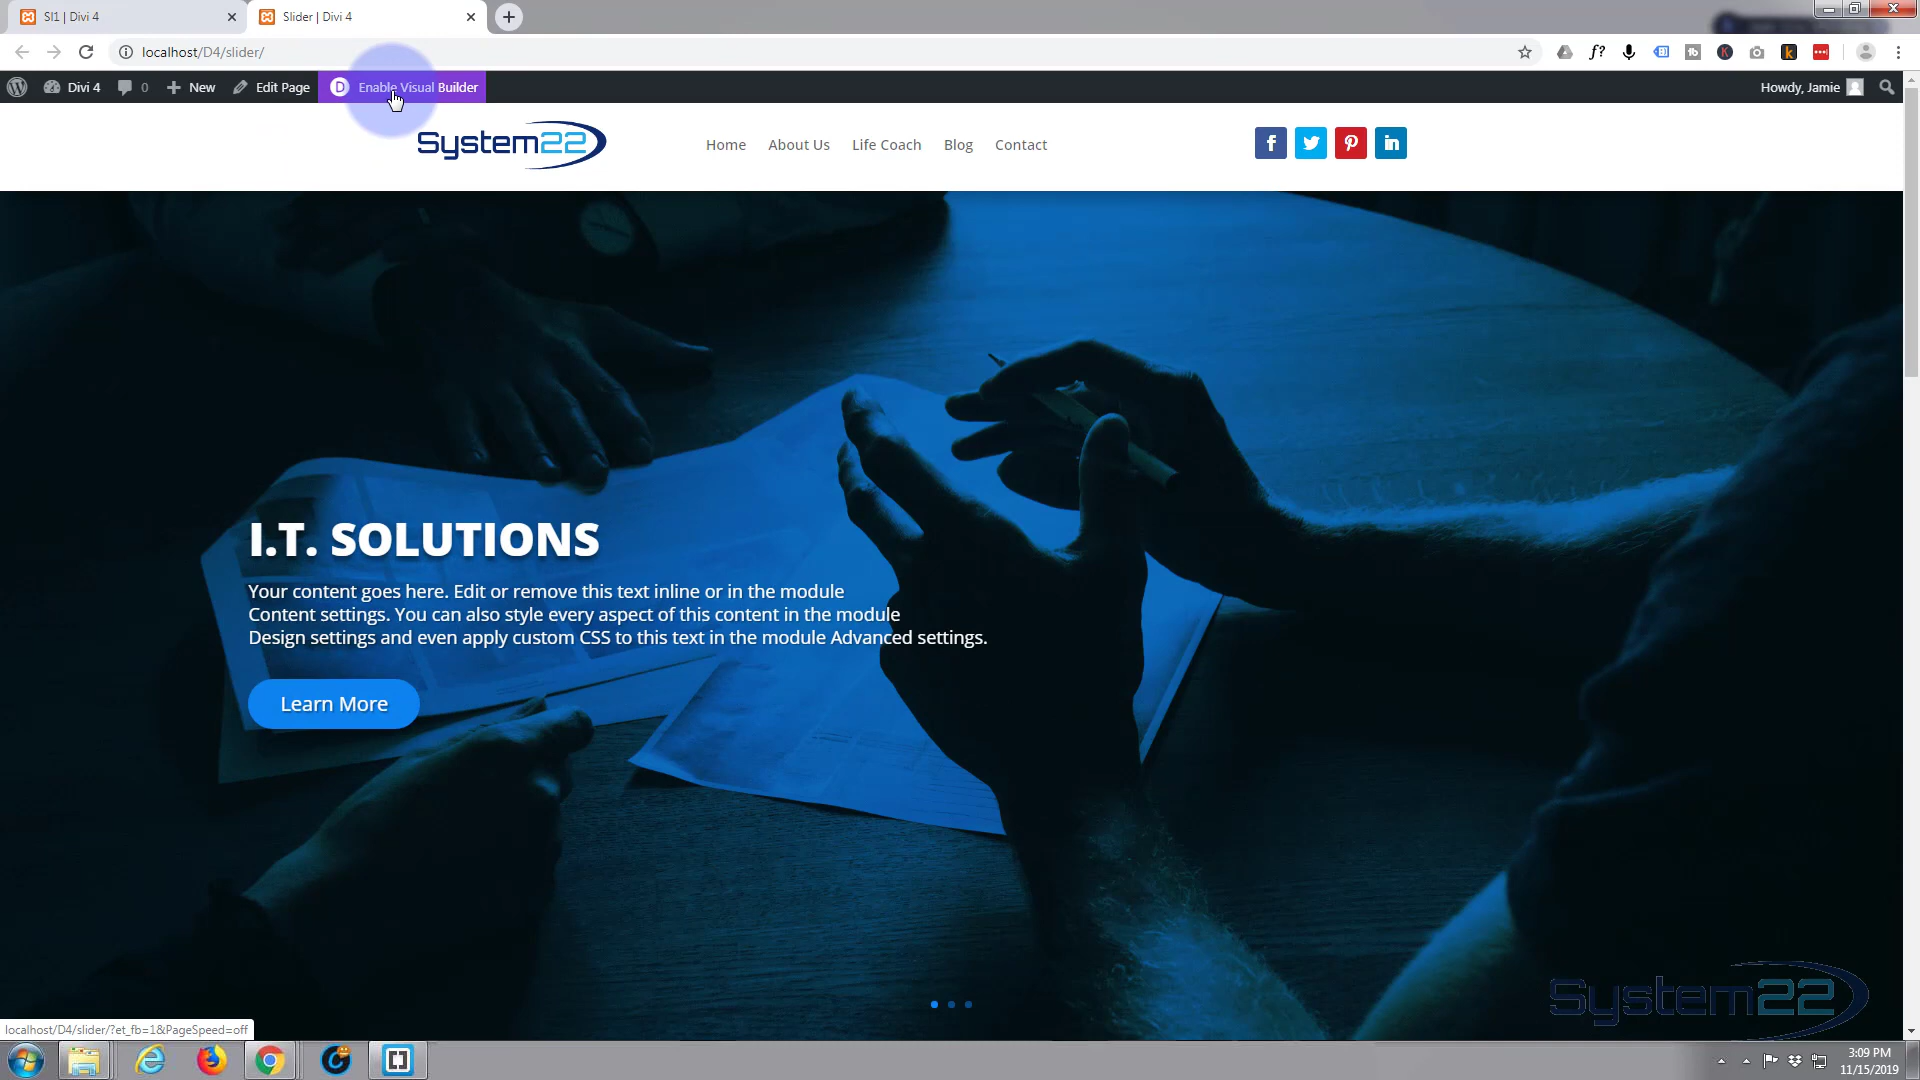 Sl1 | Divi 4
Slider | Divi 4
localhost/D4/slider/
Divi 4
0
New
Edit Page
Enable Visual Builder
Howdy, Jamie
System22
Home
About Us
Life Coach
Blog
Contact
I.T. SOLUTIONS
Your content goes here. Edit or remove this text inline or in the module
Content settings. You can also style every aspect of this content in the module
Design settings and even apply custom CSS to this text in the module Advanced settings.
Learn More
System22
localhost/D4/slider/?et_fb=1&PageSpeed=off
3:09 PM
11/15/2019